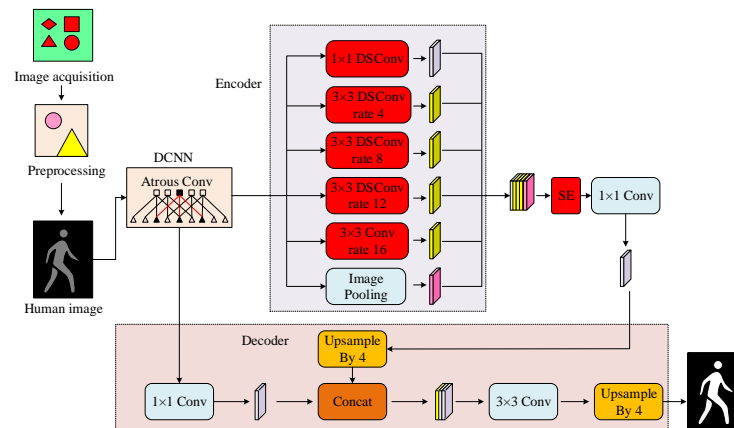 Image acquisition
Preprocessing
Human image
DCNN
Atrous Conv
Encoder
1×1 DSConv
3×3 DSConv
rate 4
3×3 DSConv
rate 8
3×3 DSConv
rate 12
3×3 Conv
rate 16
Image
Pooling
SE
1×1 Conv
Decoder
Upsample
By 4
1×1 Conv
Concat
3×3 Conv
Upsample
By 4